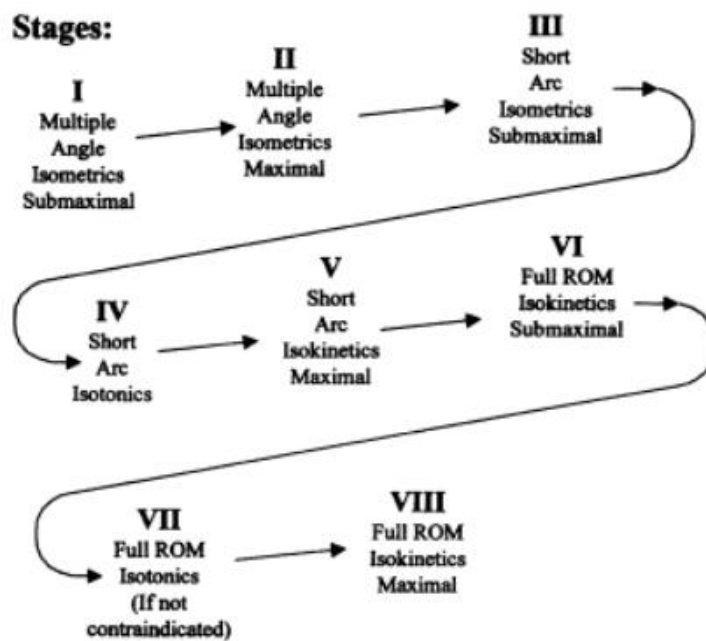 Stages:
I
Multiple
Angle
Isometrics
Submaximal
II
Multiple
Angle
Isometrics
Maximal
III
Short
Arc
Isometrics
Submaximal
IV
Short
Arc
Isotonics
V
Short
Arc
Isokinetics
Maximal
VI
Full ROM
Isokinetics
Submaximal
VII
Full ROM
Isotonics
(If not
contraindicated)
VIII
Full ROM
Isokinetics
Maximal